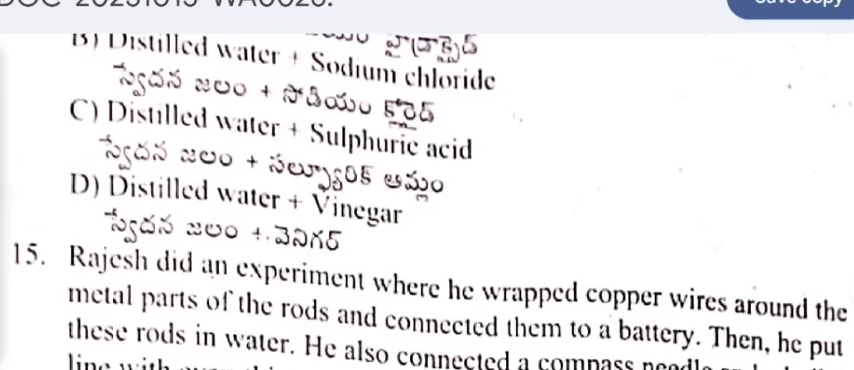 B) Distilled water + Sodium chloride
స్వేదన జలం + సోడియం క్లోరైడ్
C) Distilled water + Sulphuric acid
స్వేదన జలం + సల్ఫ్యూరిక్ ఆమ్లం
D) Distilled water + Vinegar
స్వేదన జలం + వెనిగర్
15. Rajesh did an experiment where he wrapped copper wires around the
metal parts of the rods and connected them to a battery. Then, he put
these rods in water. He also connected a compass needle
line with